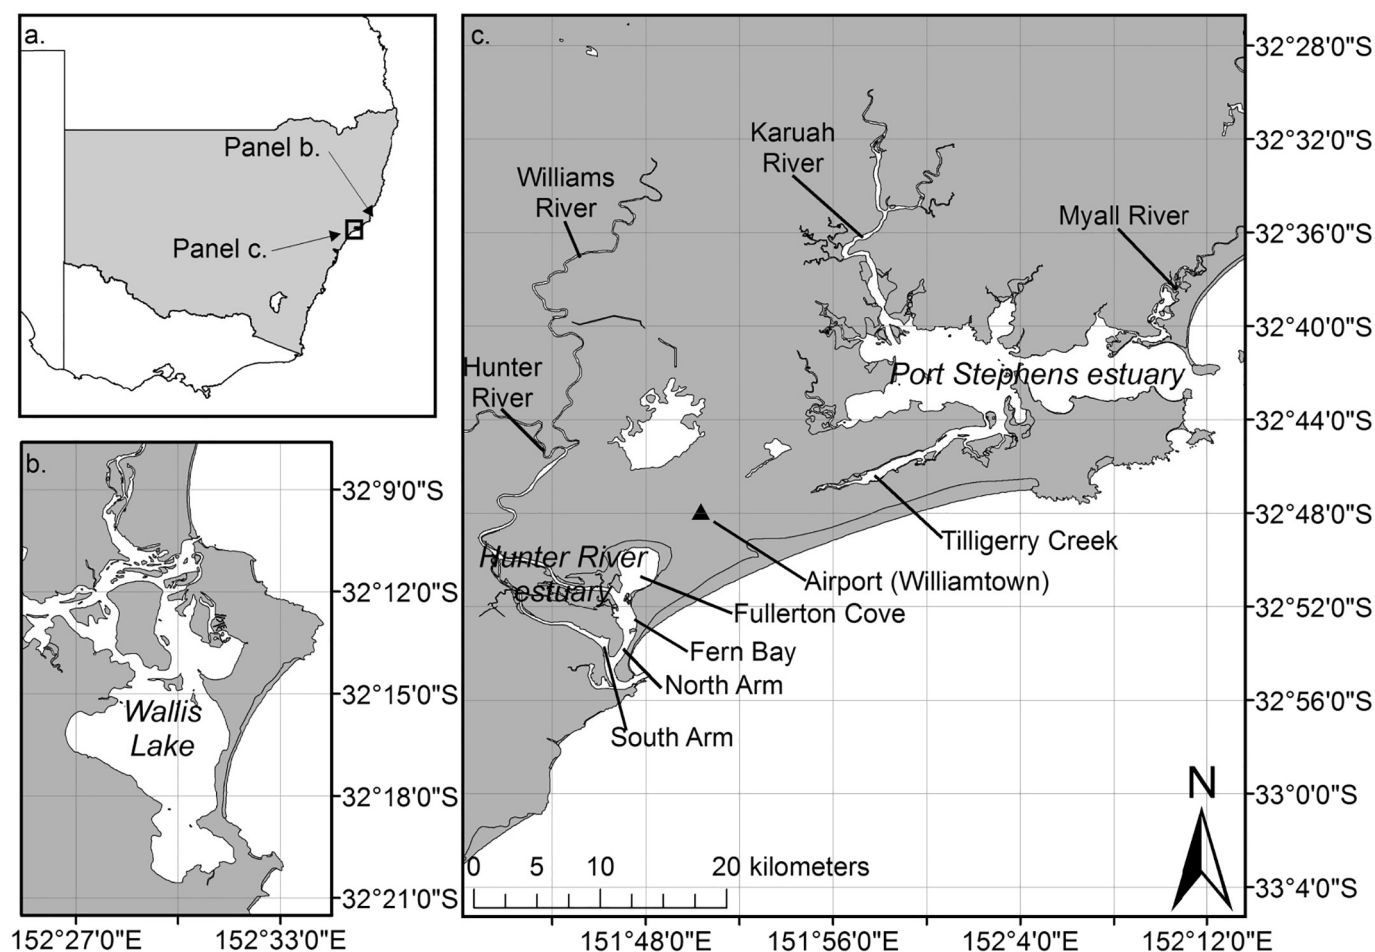 a.
Panel b.
Panel c.
b.
32°9'0"S
32°12'0"S
32°15'0"S
Wallis
Lake
32°18'0"S
32°21'0"S
152°27'0"E
152°33'0"E
c.
32°28'0"S
Karuah
River
32°32'0"S
Williams
River
Myall River
32°36'0"S
32°40'0"S
Hunter
River
Port Stephens estuary
32°44'0"S
32°48'0"S
Tilligerry Creek
Hunter River
estuary
Airport (Williamtown)
Fullerton Cove
32°52'0"S
Fern Bay
North Arm
32°56'0"S
South Arm
N
33°0'0"S
0 5 10 20 kilometers
33°4'0"S
151°48'0"E
151°56'0"E
152°4'0"E
152°12'0"E